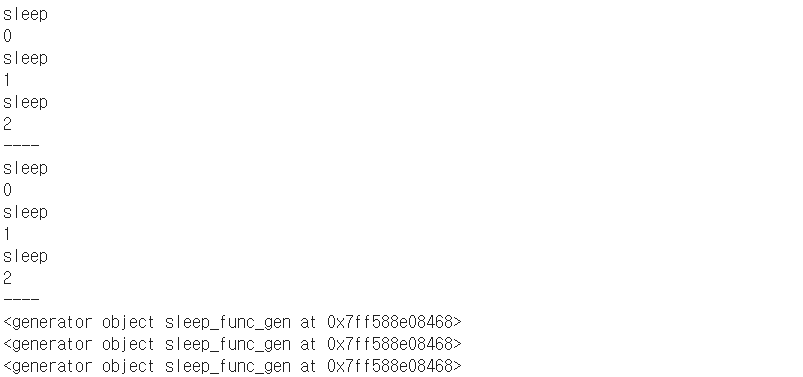 sleep
0
sleep
1
sleep
2
----
sleep
0
sleep
1
sleep
2
----
<generator object sleep_func_gen at 0x7ff588e08468>
<generator object sleep_func_gen at 0x7ff588e08468>
<generator object sleep_func_gen at 0x7ff588e08468>